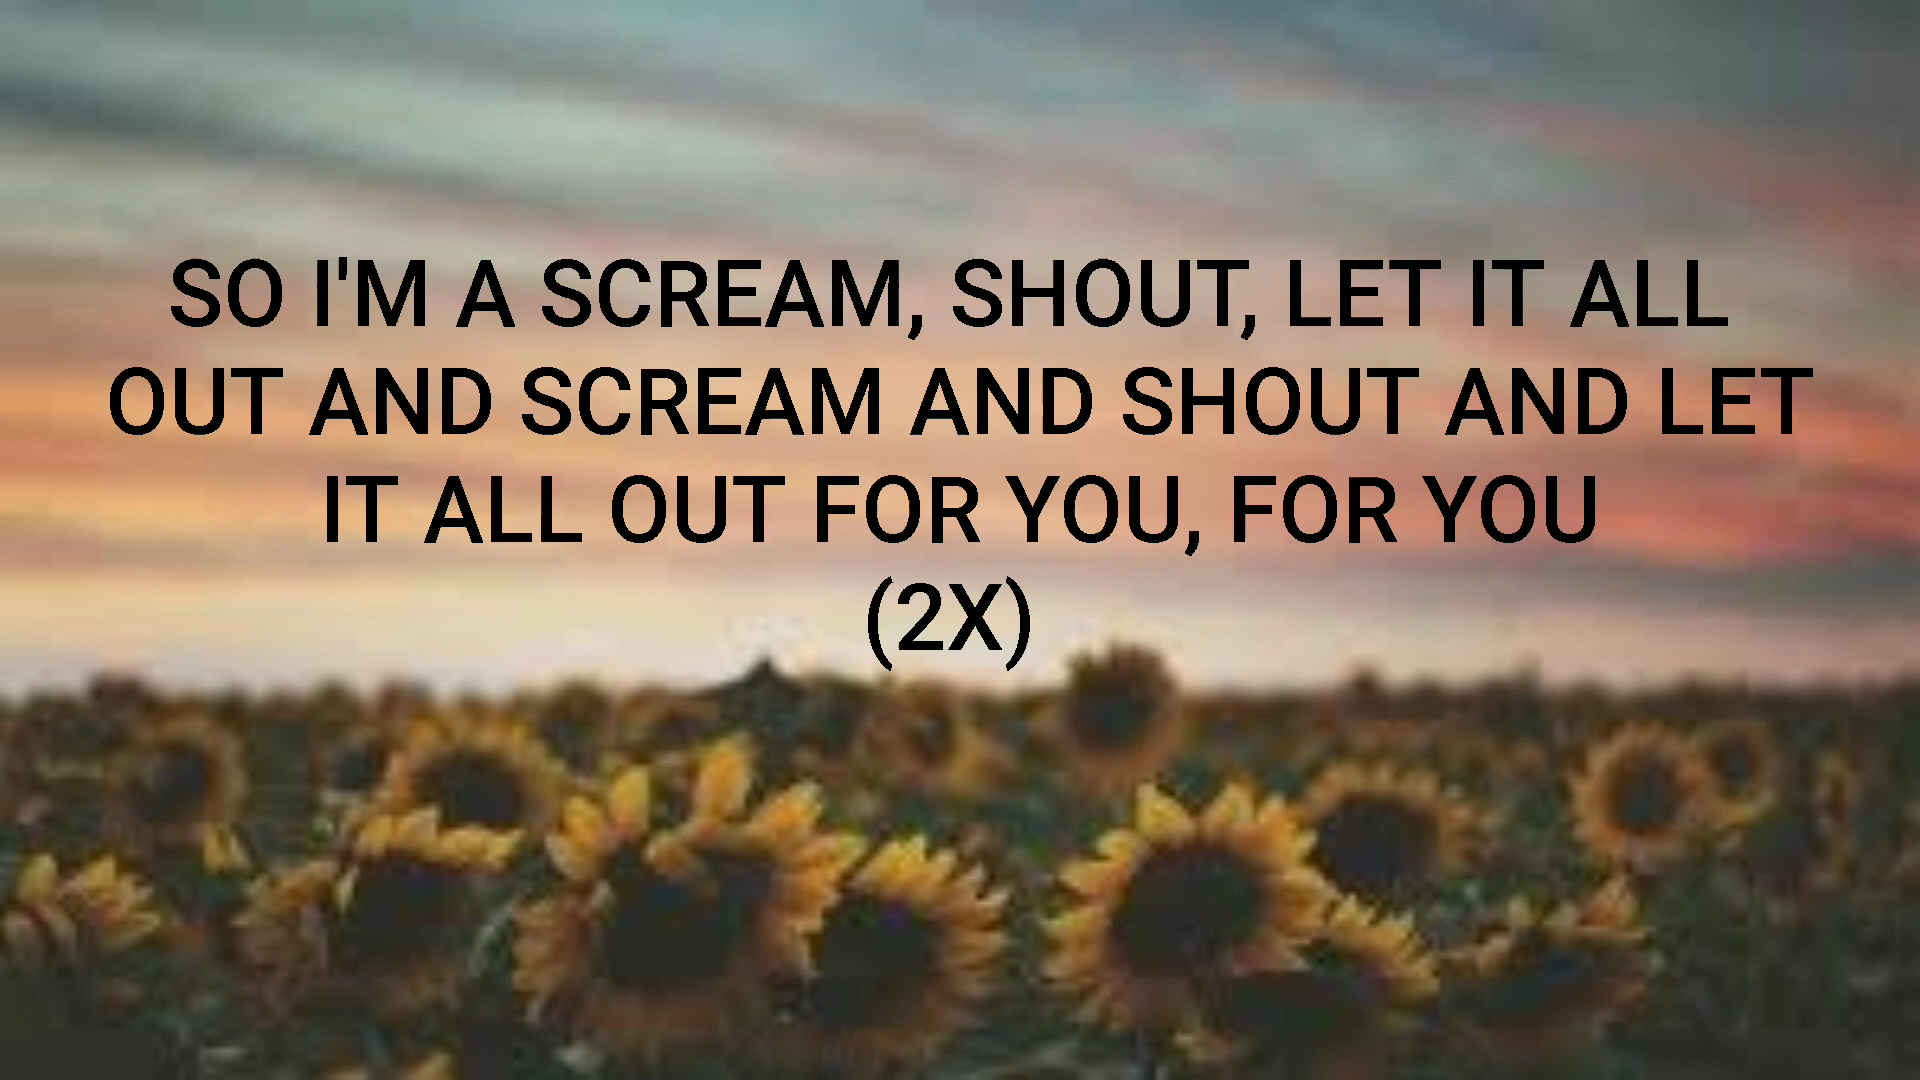 SO I'M A SCREAM, SHOUT, LET IT ALL
OUT AND SCREAM AND SHOUT AND LET
IT ALL OUT FOR YOU, FOR YOU
(2X)